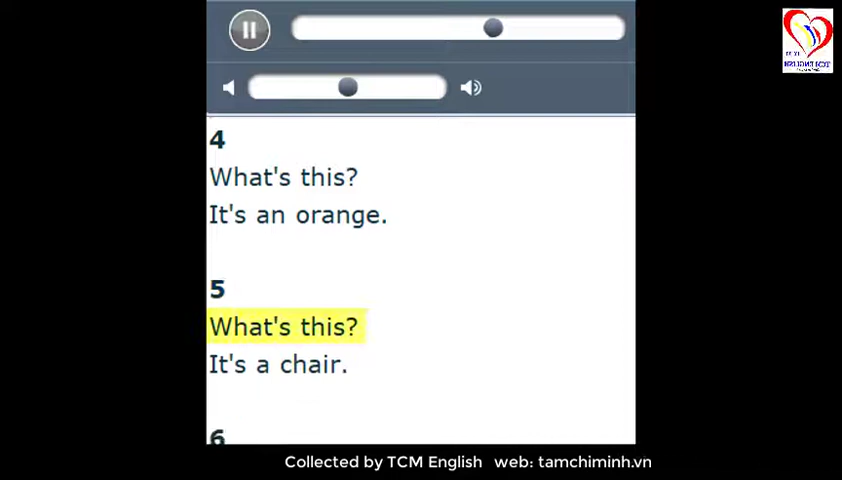 4
What's this?
It's an orange.
5
What's this?
It's a chair.
6
Collected by TCM English web: tamchiminh.vn